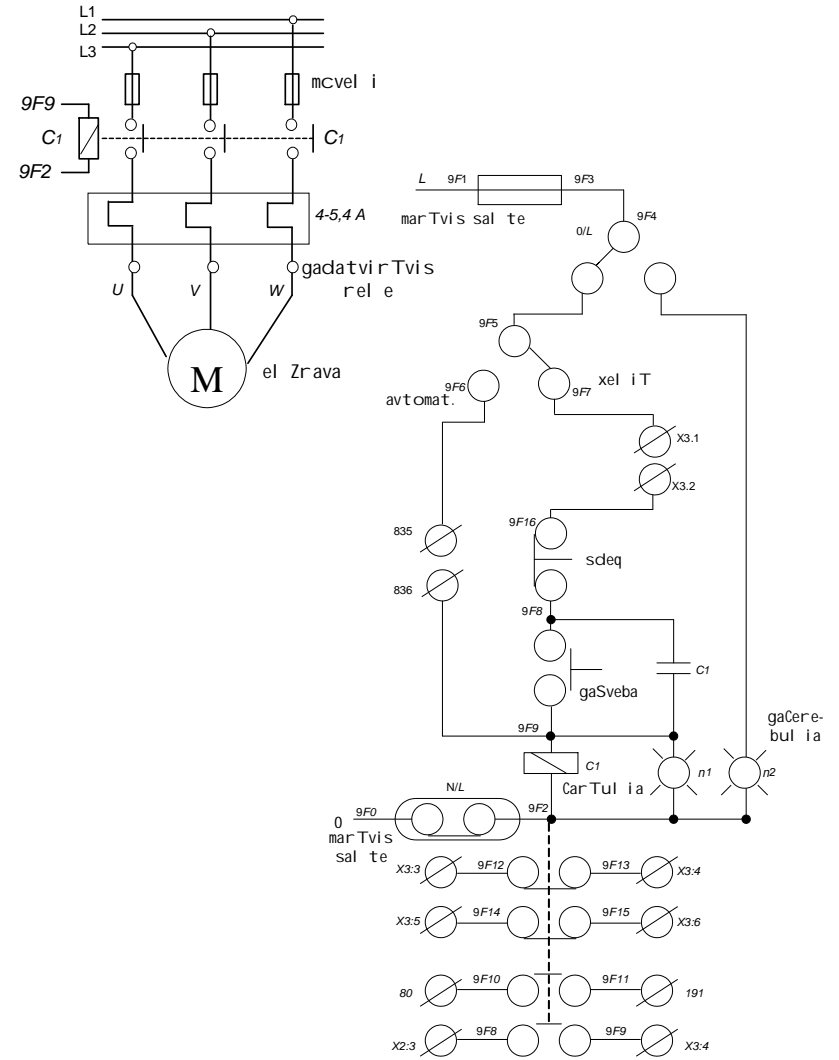 L1
L2
L3
mcvel i
9F9
C1
C1
9F2
4-5,4 A
gadatvirTvis
rel e
U
V
W
M
el Zrava
L
9F1
9F3
marTvis sal te
9F4
0/L
9F5
xel iT
9F7
9F6
avtomat.
X3.1
X3.2
9F16
835
sdeq
836
9F8
C1
gaSveba
9F9
gaCere-
bul ia
C1
n1
n2
CarTul ia
N/L
9F0
9F2
0
marTvis
sal te
X3:3
9F12
9F13
X3:4
X3:5
9F14
9F15
X3:6
80
9F10
9F11
191
X2:3
9F8
9F9
X3:4